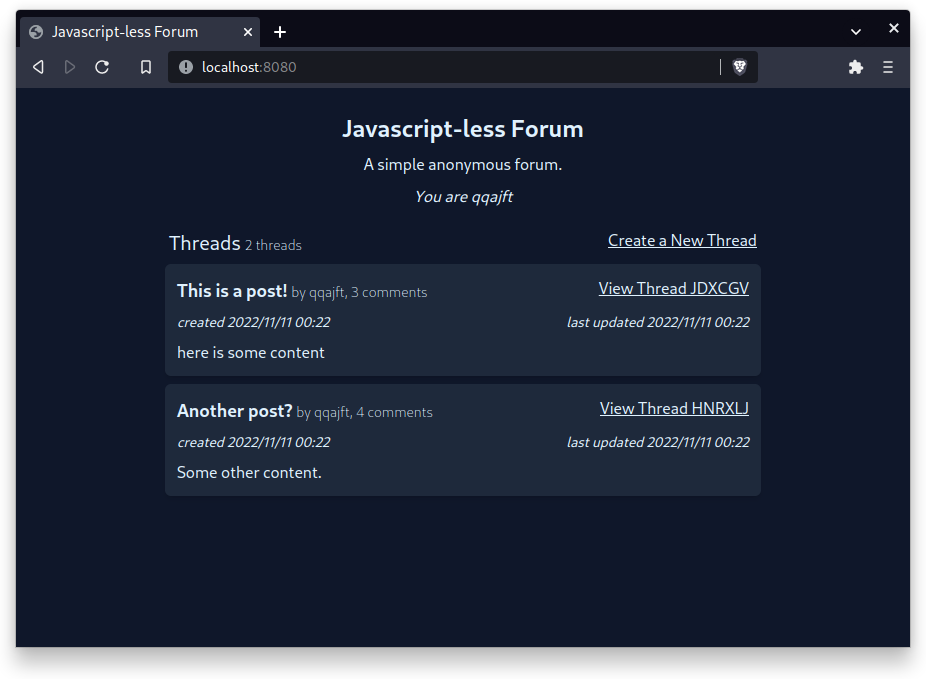 Javascript-less Forum
localhost:8080
Javascript-less Forum
A simple anonymous forum.
You are qqajft
Threads 2 threads
Create a New Thread
This is a post! by qqajft, 3 comments
View Thread JDXCGV
created 2022/11/11 00:22
last updated 2022/11/11 00:22
here is some content
Another post? by qqajft, 4 comments
View Thread HNRXLJ
created 2022/11/11 00:22
last updated 2022/11/11 00:22
Some other content.